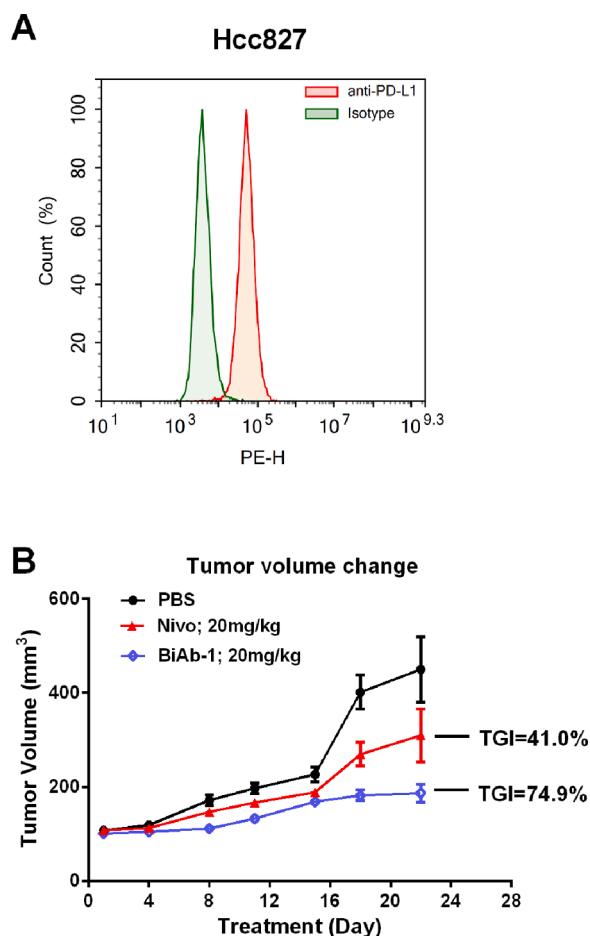 A
Hcc827
anti-PD-L1
Isotype
100
80
60
40
20
0
Count (%)
10^1 10^3 10^5 10^7 10^9.3
PE-H
B
Tumor volume change
PBS
Nivo; 20mg/kg
BiAb-1; 20mg/kg
600
400
200
0
Tumor Volume (mm³)
TGI=41.0%
TGI=74.9%
0 4 8 12 16 20 24 28
Treatment (Day)